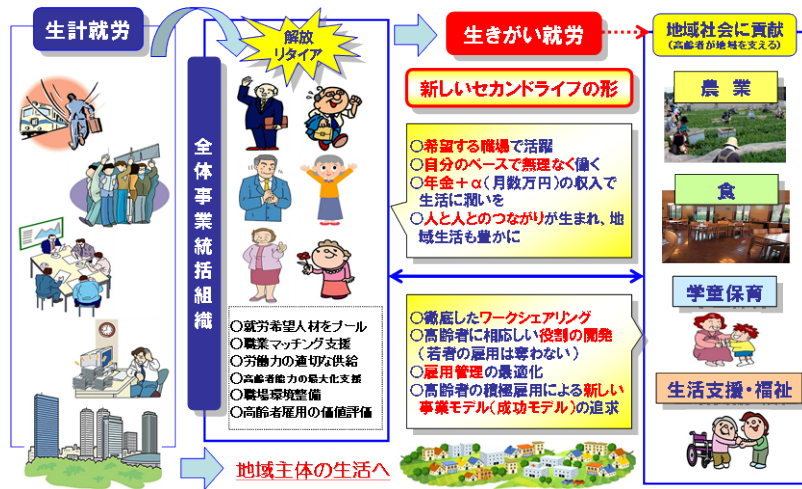 生計就労
解放
リタイア
生きがい就労
地域社会に貢献
(高齢者が地域を支える)
新しいセカンドライフの形
農業
全体事業統括組織
○希望する職場で活躍
○自分のペースで無理なく働く
○年金+α(月数万円)の収入で
生活に潤いを
○人と人とのつながりが生まれ、地
域生活も豊かに
食
学童保育
○就労希望人材をプール
○職業マッチング支援
○労働力の適切な供給
○高齢者能力の最大化支援
○職場環境整備
○高齢者雇用の価値評価
○徹底したワークシェアリング
○高齢者に相応しい役割の開発
(若者の雇用は奪わない)
○雇用管理の最適化
○高齢者の積極雇用による新しい
事業モデル(成功モデル)の追求
生活支援・福祉
地域主体の生活へ